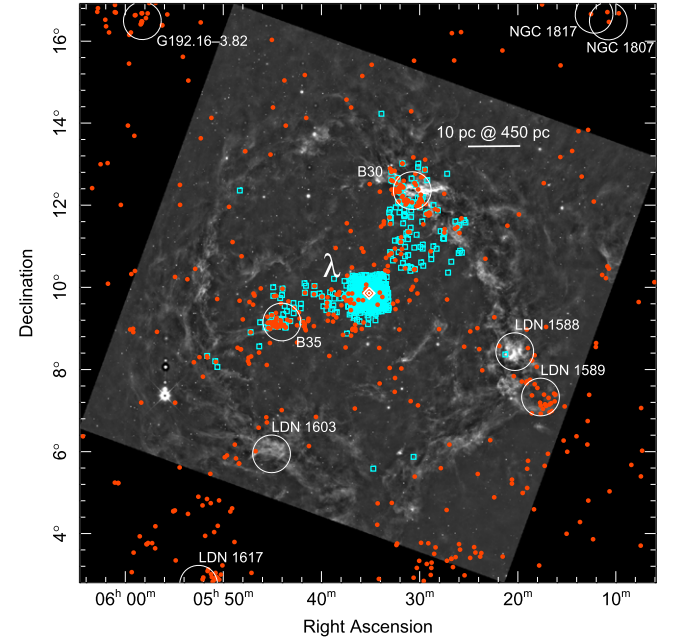 G192.16–3.82
NGC 1817
NGC 1807
10 pc @ 450 pc
B30
λ
B35
LDN 1588
LDN 1589
LDN 1603
LDN 1617
16°
14°
12°
10°
8°
6°
4°
Declination
06h 00m 05h 50m 40m 30m 20m 10m
Right Ascension